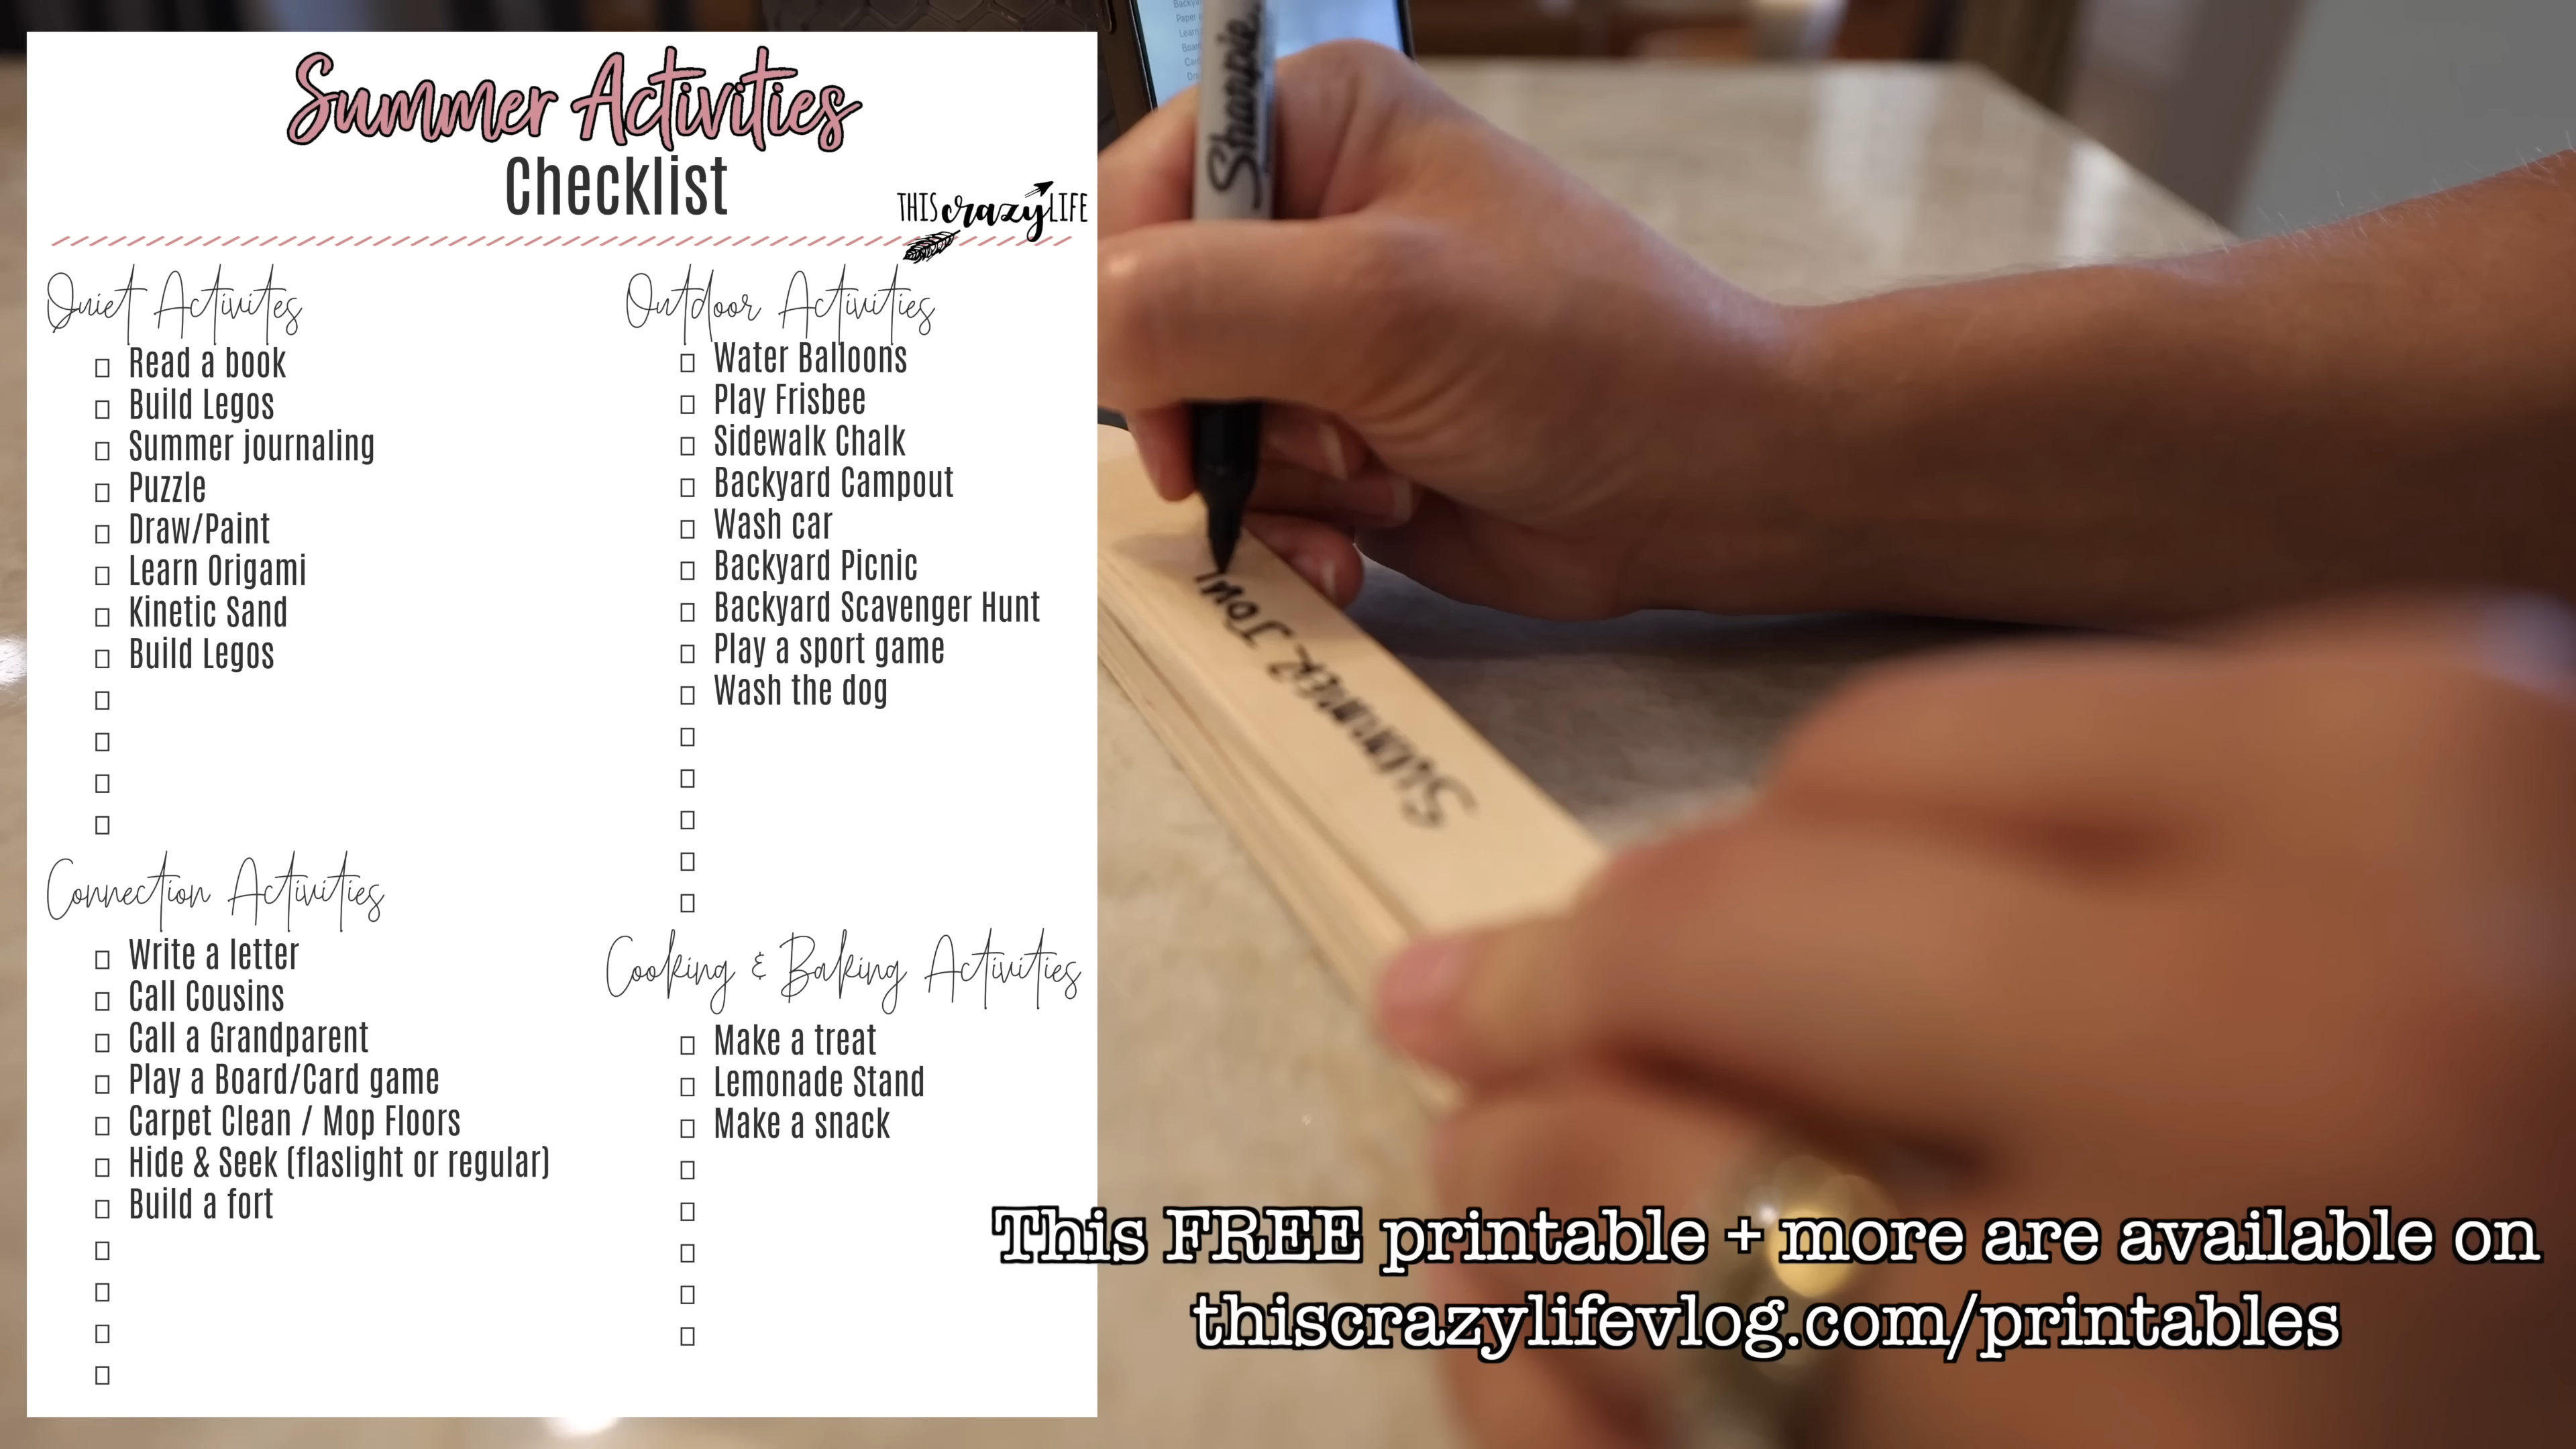 Summer Activities
Checklist
THIS crazy LIFE
Quiet Activites
Read a book
Build Legos
Summer journaling
Puzzle
Draw/Paint
Learn Origami
Kinetic Sand
Build Legos
Connection Activities
Write a letter
Call Cousins
Call a Grandparent
Play a Board/Card game
Carpet Clean / Mop Floors
Hide & Seek (flaslight or regular)
Build a fort
Outdoor Activities
Water Balloons
Play Frisbee
Sidewalk Chalk
Backyard Campout
Wash car
Backyard Picnic
Backyard Scavenger Hunt
Play a sport game
Wash the dog
Cooking & Baking Activities
Make a treat
Lemonade Stand
Make a snack
Sharpie
SUMMER JOU
This FREE printable + more are available on
thiscrazylifevlog.com/printables